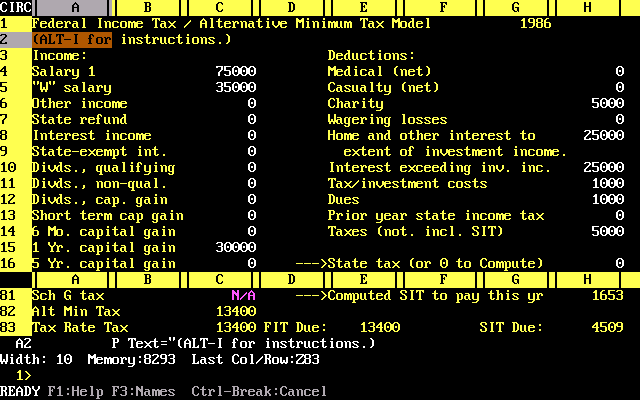 CIRC A B C D E F G H
1 Federal Income Tax / Alternative Minimum Tax Model 1986
2 (ALT-I for instructions.)
3 Income: Deductions:
4 Salary 1 75000 Medical (net) 0
5 "W" salary 35000 Casualty (net) 0
6 Other income 0 Charity 5000
7 State refund 0 Wagering losses 0
8 Interest income 0 Home and other interest to 25000
9 State-exempt int. 0 extent of investment income.
10 Divds., qualifying 0 Interest exceeding inv. inc. 25000
11 Divds., non-qual. 0 Tax/investment costs 1000
12 Divds., cap. gain 0 Dues 1000
13 Short term cap gain 0 Prior year state income tax 0
14 6 Mo. capital gain 0 Taxes (not. incl. SIT) 5000
15 1 Yr. capital gain 30000
16 5 Yr. capital gain 0 --->State tax (or 0 to Compute) 0
A B C D E F G H
81 Sch G tax N/A --->Computed SIT to pay this yr 1653
82 Alt Min Tax 13400
83 Tax Rate Tax 13400 FIT Due: 13400 SIT Due: 4509
A2 P Text="(ALT-I for instructions.)
Width: 10 Memory:8293 Last Col/Row:Z83
1>
READY F1:Help F3:Names Ctrl-Break:Cancel